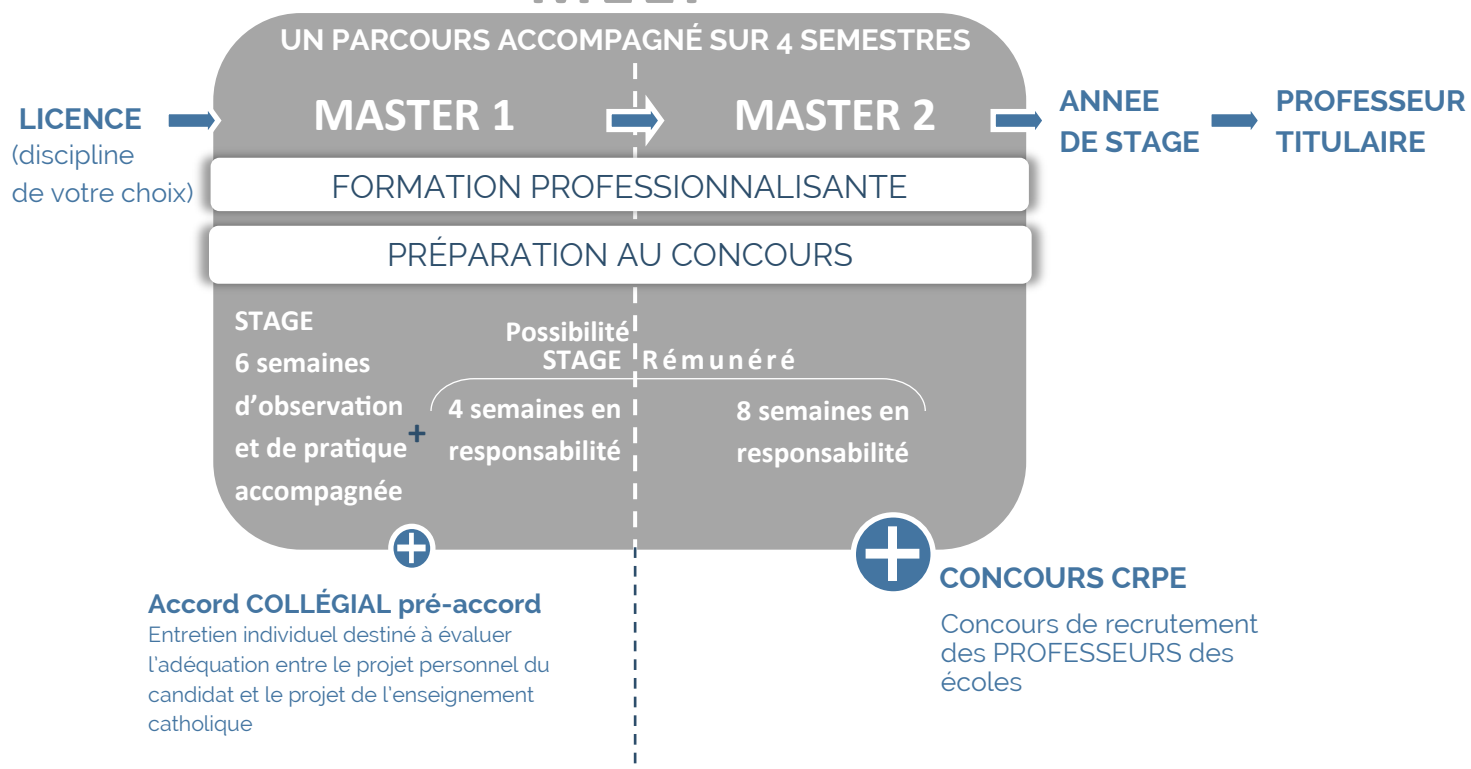 UN PARCOURS ACCOMPAGNÉ SUR 4 SEMESTRES
LICENCE
(discipline
de votre choix)
MASTER 1
MASTER 2
ANNEE
DE STAGE
PROFESSEUR
TITULAIRE
FORMATION PROFESSIONNALISANTE
PRÉPARATION AU CONCOURS
STAGE
6 semaines
d'observation
et de pratique
accompagnée
+
Possibilité
STAGE Rémunéré
4 semaines en
responsabilité
8 semaines en
responsabilité
Accord COLLÉGIAL pré-accord
Entretien individuel destiné à évaluer
l'adéquation entre le projet personnel du
candidat et le projet de l'enseignement
catholique
CONCOURS CRPE
Concours de recrutement
des PROFESSEURS des
écoles